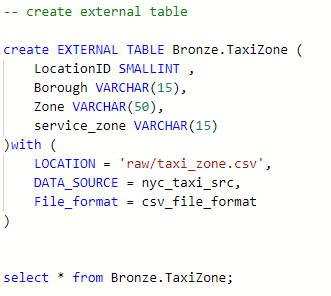 -- create external table
create EXTERNAL TABLE Bronze.TaxiZone (
LocationID SMALLINT ,
Borough VARCHAR(15),
Zone VARCHAR(50),
service_zone VARCHAR(15)
)with (
LOCATION = 'raw/taxi_zone.csv',
DATA_SOURCE = nyc_taxi_src,
File_format = csv_file_format
)
select * from Bronze.TaxiZone;